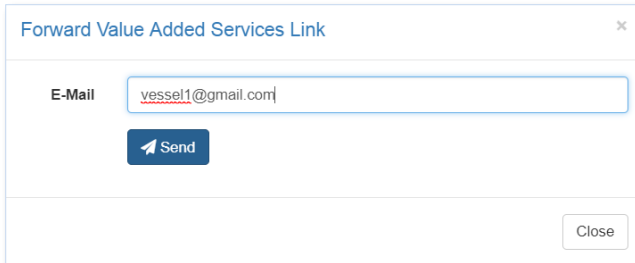 Forward Value Added Services Link ×
E-Mail vessel1@gmail.com
Send
Close